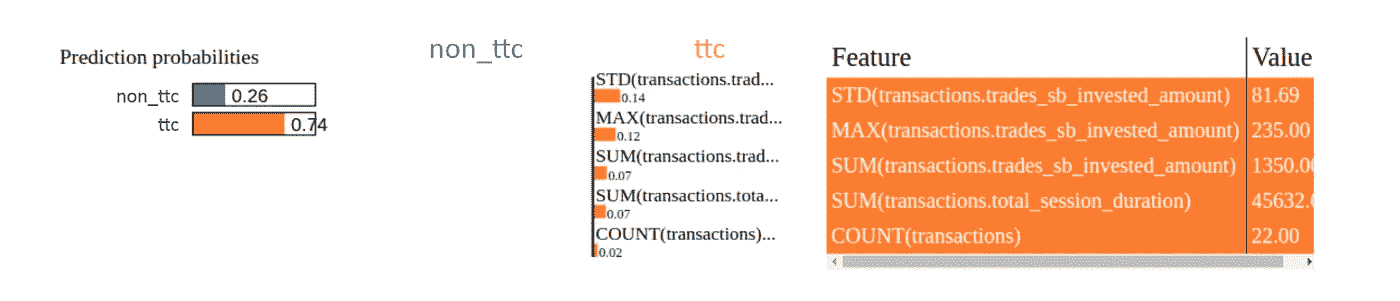 Prediction probabilities
non_ttc 0.26
ttc 0.74
non_ttc ttc
STD(transactions.trad...
0.14
MAX(transactions.trad...
0.12
SUM(transactions.trad...
0.07
SUM(transactions.tota...
0.07
COUNT(transactions)...
0.02
Feature Value
STD(transactions.trades_sb_invested_amount) 81.69
MAX(transactions.trades_sb_invested_amount) 235.00
SUM(transactions.trades_sb_invested_amount) 1350.0
SUM(transactions.total_session_duration) 45632.
COUNT(transactions) 22.00